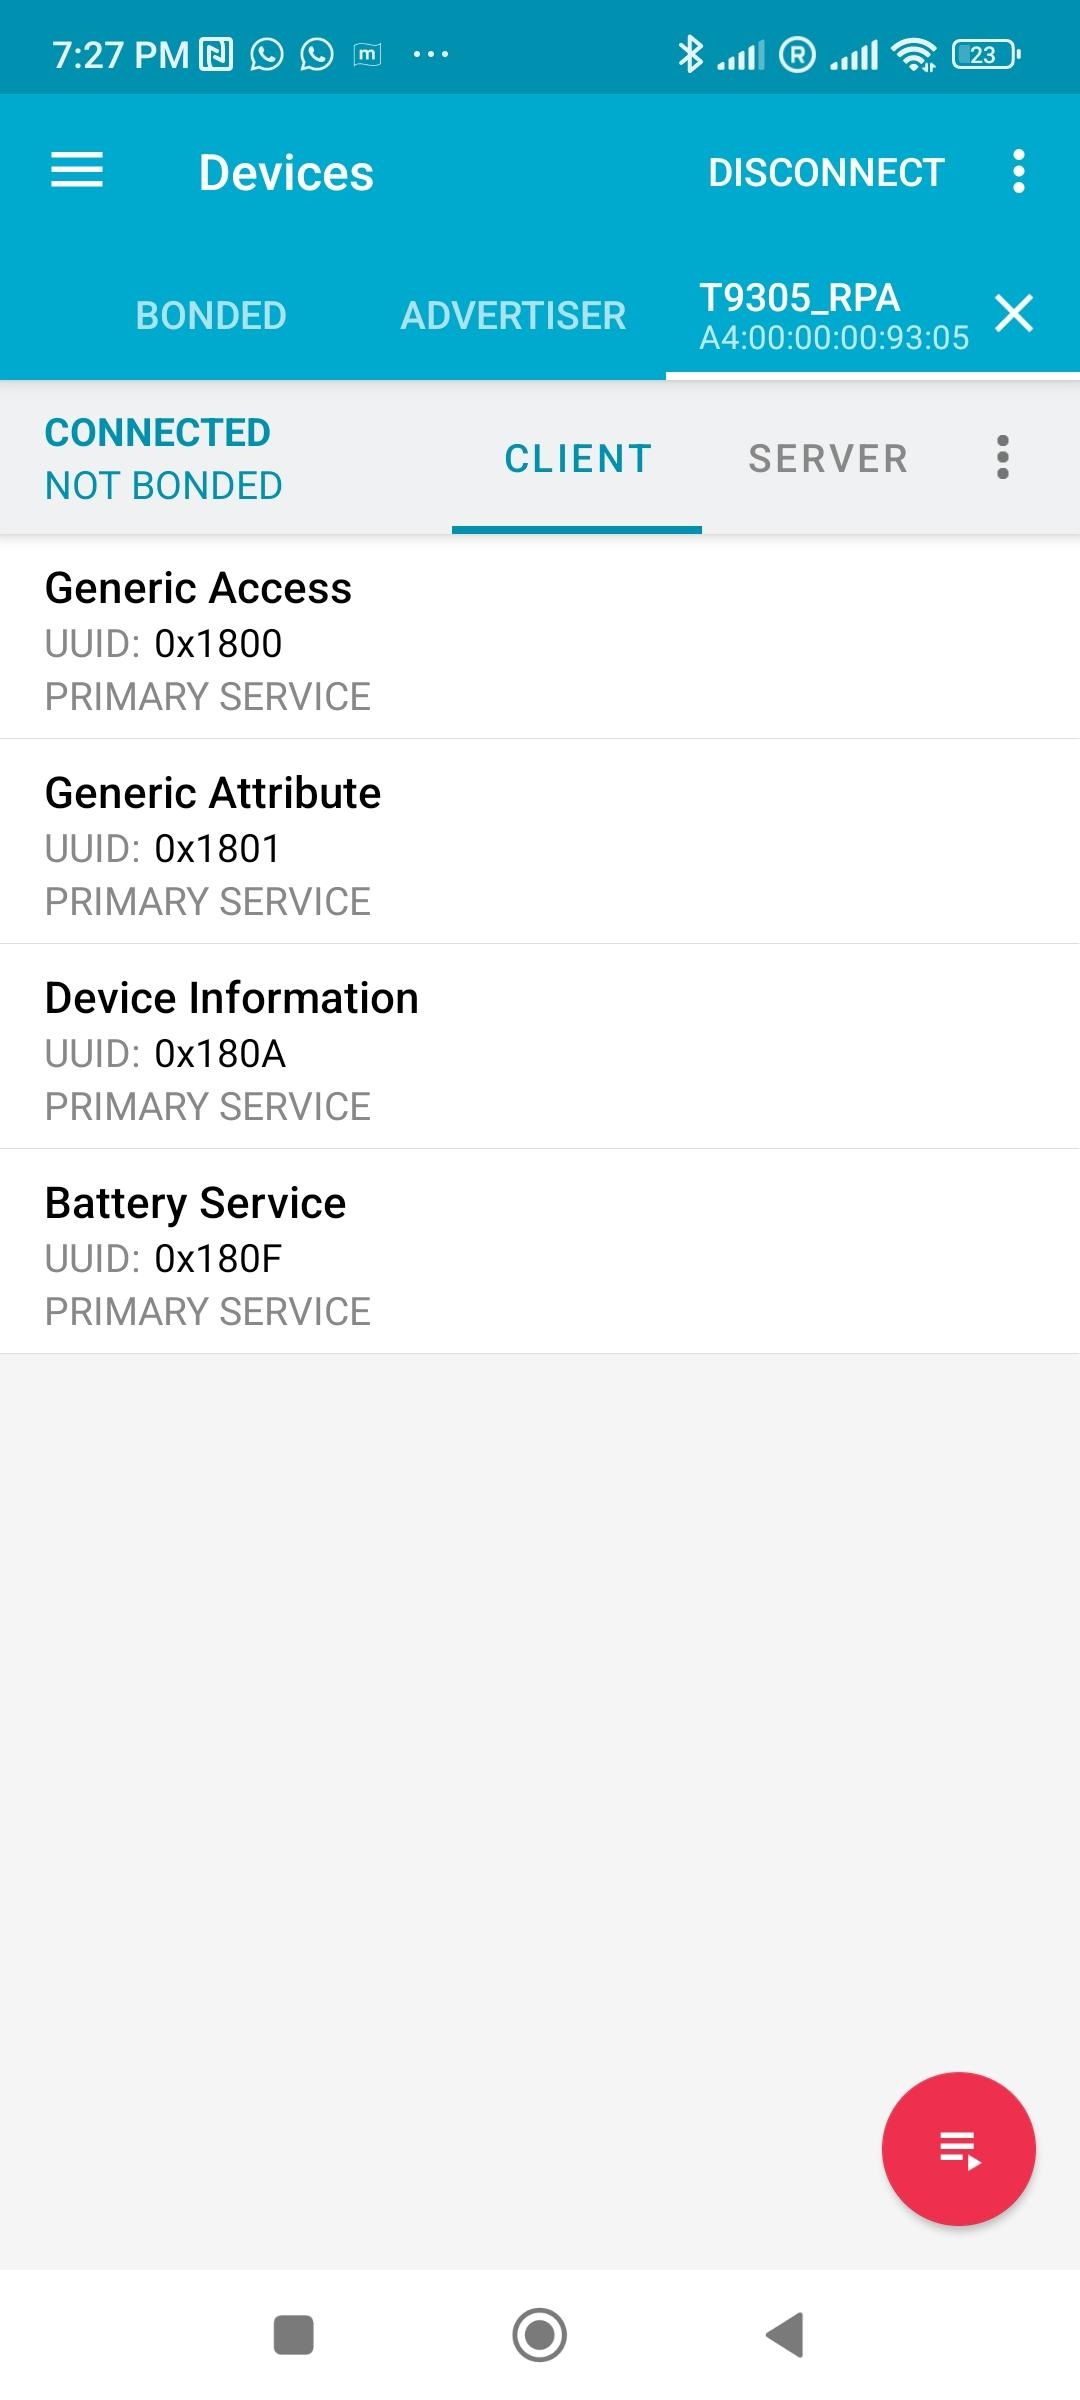 7:27 PM
23
Devices
DISCONNECT
BONDED
ADVERTISER
T9305_RPA
A4:00:00:00:93:05
CONNECTED
NOT BONDED
CLIENT
SERVER
Generic Access
UUID: 0x1800
PRIMARY SERVICE
Generic Attribute
UUID: 0x1801
PRIMARY SERVICE
Device Information
UUID: 0x180A
PRIMARY SERVICE
Battery Service
UUID: 0x180F
PRIMARY SERVICE